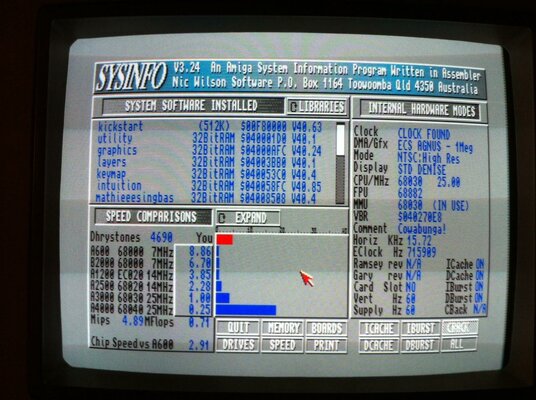 SYSINFO V3.24 An Amiga System Information Program Written in Assembler
Nic Wilson Software P.O. Box 1164 Toowoomba Qld 4350 Australia
SYSTEM SOFTWARE INSTALLED LIBRARIES
kickstart (512K) $00F80000 V40.63
utility 32BitRAM $040001D0 V40.1
graphics 32BitRAM $04000AFC V40.24
layers 32BitRAM $04003BB0 V40.1
keymap 32BitRAM $040053C0 V40.4
intuition 32BitRAM $040058FC V40.85
mathieeesingbas 32BitRAM $04000508 V40.4
INTERNAL HARDWARE MODES
Clock CLOCK FOUND
DMA/Gfx ECS AGNUS - 1Meg
Mode NTSC:High Res
Display STD DENISE
CPU/MHz 68030 25.00
FPU 68882
MMU 68030 (IN USE)
VBR $040270E8
Comment Cowabunga!
Horiz KHz 15.72
EClock Hz 715909
Ramsey rev N/A ICache ON
Gary rev N/A DCache ON
Card Slot NO IBurst ON
Vert Hz 60 DBurst ON
Supply Hz 60 CBack N/A
SPEED COMPARISONS EXPAND
Dhrystones 4690 You
A600 68000 7MHz 8.86
B2000 68000 7MHz 6.70
A1200 EC020 14MHz 3.85
A2500 68020 14MHz 2.28
A3000 68030 25MHz 1.00
A4000 68040 25MHz 0.25
Mips 4.89 MFlops 0.71
Chip Speed vs A600 2.91
QUIT MEMORY BOARDS
DRIVES SPEED PRINT
ICACHE IBURST CBACK
DCACHE DBURST ALL